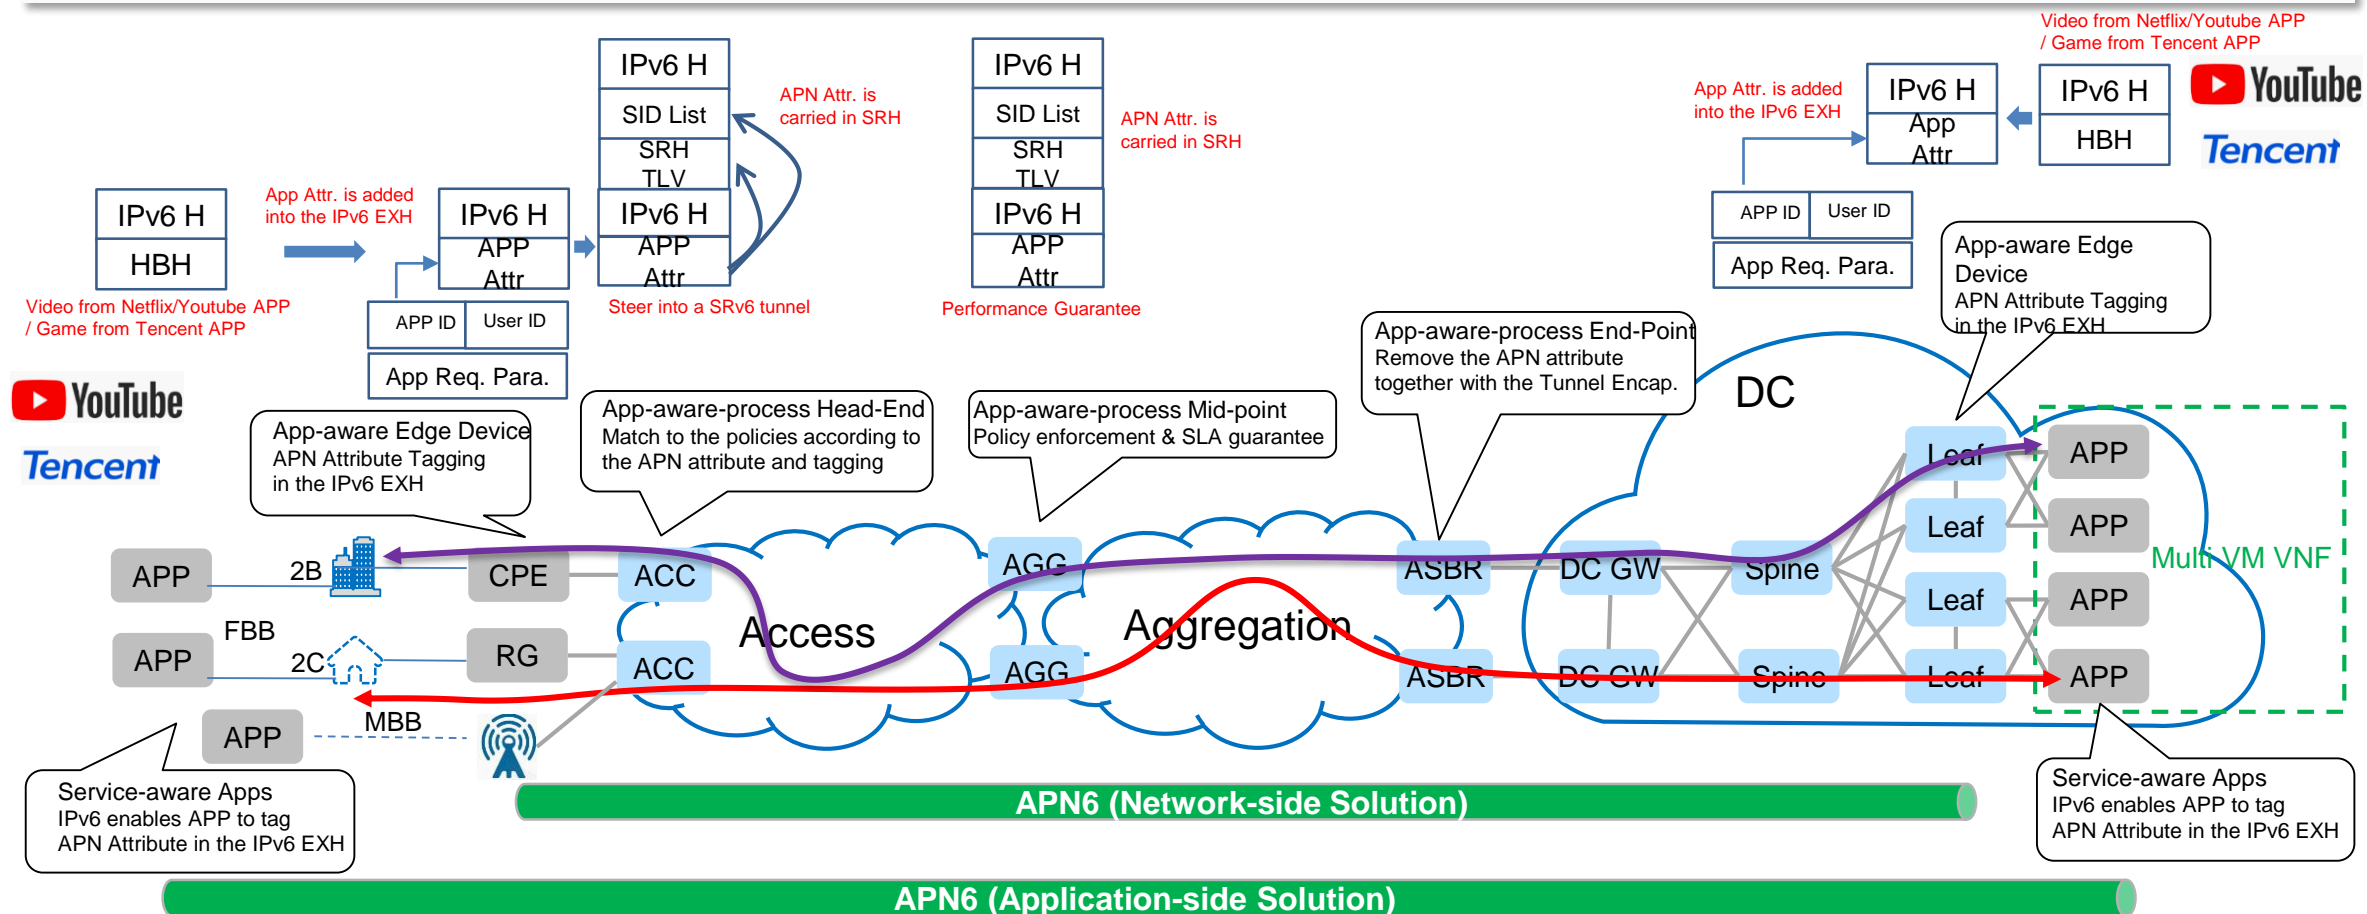 Video from Netflix/Youtube APP
/ Game from Tencent APP
IPv6 H
SID List
SRH
TLV
IPv6 H
APP
Attr
APN Attr. is
carried in SRH
IPv6 H
SID List
SRH
TLV
IPv6 H
APP
Attr
APN Attr. is
carried in SRH
App Attr. is added
into the IPv6 EXH
IPv6 H
App
Attr
IPv6 H
HBH
YouTube
Tencent
APP ID
User ID
App Req. Para.
IPv6 H
HBH
App Attr. is added
into the IPv6 EXH
IPv6 H
APP
Attr
Video from Netflix/Youtube APP
/ Game from Tencent APP
APP ID
User ID
App Req. Para.
Steer into a SRv6 tunnel
Performance Guarantee
YouTube
Tencent
App-aware Edge Device
APN Attribute Tagging
in the IPv6 EXH
App-aware-process Head-End
Match to the policies according to
the APN attribute and tagging
App-aware-process Mid-point
Policy enforcement & SLA guarantee
App-aware-process End-Point
Remove the APN attribute
together with the Tunnel Encap.
App-aware Edge
Device
APN Attribute Tagging
in the IPv6 EXH
DC
APP
2B
CPE
ACC
AGG
ASBR
DC GW
Spine
Leaf
APP
Leaf
APP
Multi VM VNF
Leaf
APP
Leaf
APP
FBB
APP
2C
RG
ACC
Access
AGG
Aggregation
ASBR
DC GW
Spine
APP
MBB
Service-aware Apps
IPv6 enables APP to tag
APN Attribute in the IPv6 EXH
Service-aware Apps
IPv6 enables APP to tag
APN Attribute in the IPv6 EXH
APN6 (Network-side Solution)
APN6 (Application-side Solution)